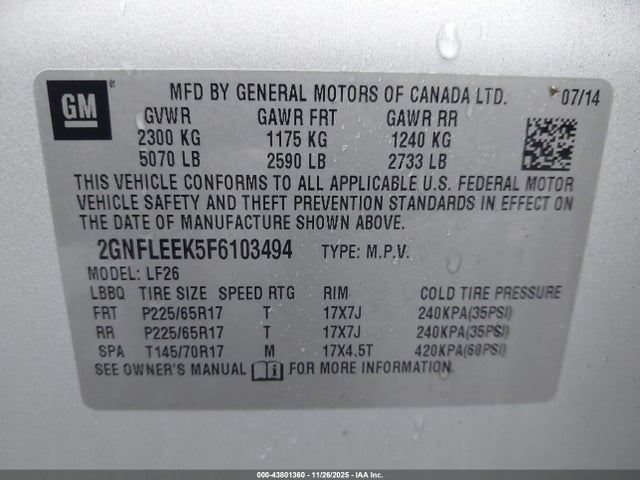 GM
MFD BY GENERAL MOTORS OF CANADA LTD. 07/14
GVWR GAWR FRT GAWR RR
2300 KG 1175 KG 1240 KG
5070 LB 2590 LB 2733 LB
THIS VEHICLE CONFORMS TO ALL APPLICABLE U.S. FEDERAL MOTOR
VEHICLE SAFETY AND THEFT PREVENTION STANDARDS IN EFFECT ON
THE DATE OF MANUFACTURE SHOWN ABOVE.
2GNFLEEK5F6103494 TYPE: M.P.V.
MODEL: LF26
LBBQ TIRE SIZE SPEED RTG RIM COLD TIRE PRESSURE
FRT P225/65R17 T 17X7J 240KPA(35PSI)
RR P225/65R17 T 17X7J 240KPA(35PSI)
SPA T145/70R17 M 17X4.5T 420KPA(68PSI)
SEE OWNER'S MANUAL i FOR MORE INFORMATION.
000-43801360 - 11/26/2025 - IAA Inc.